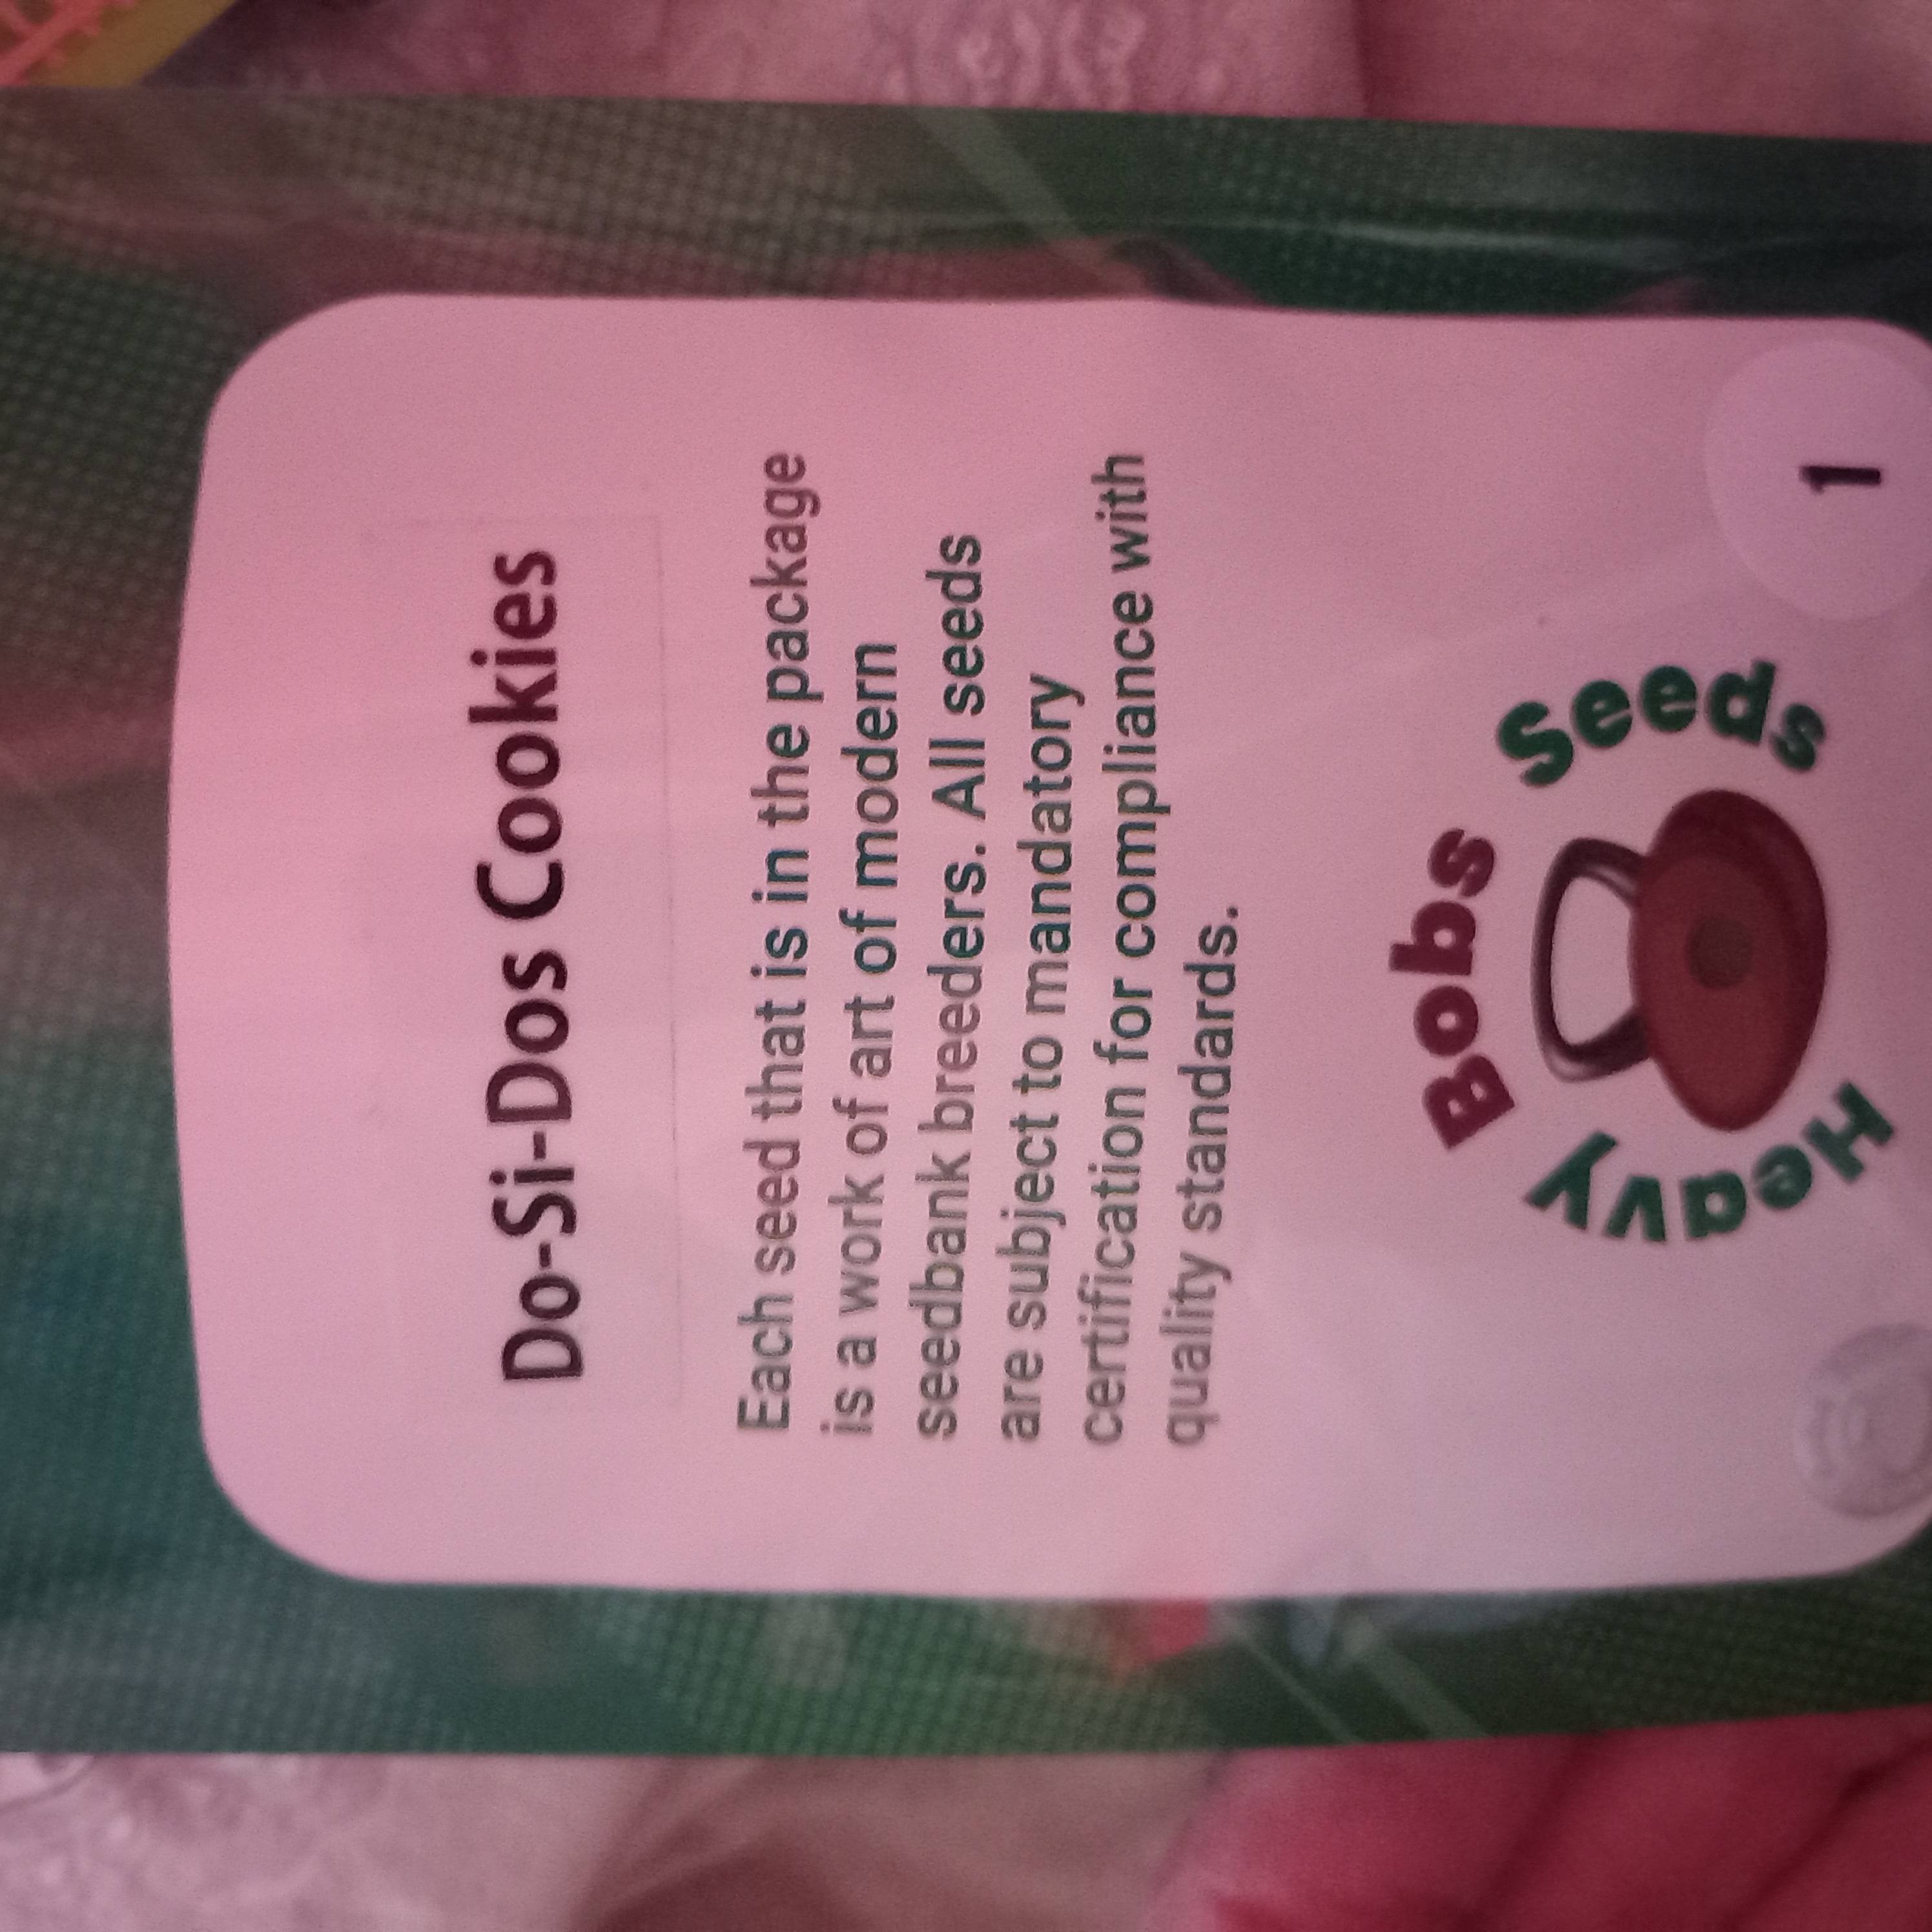 Do-Si-Dos Cookies
Each seed that is in the package
is a work of art of modern
seedbank breeders. All seeds
are subject to mandatory
certification for compliance with
quality standards.
Heavy Bobs Seeds
1